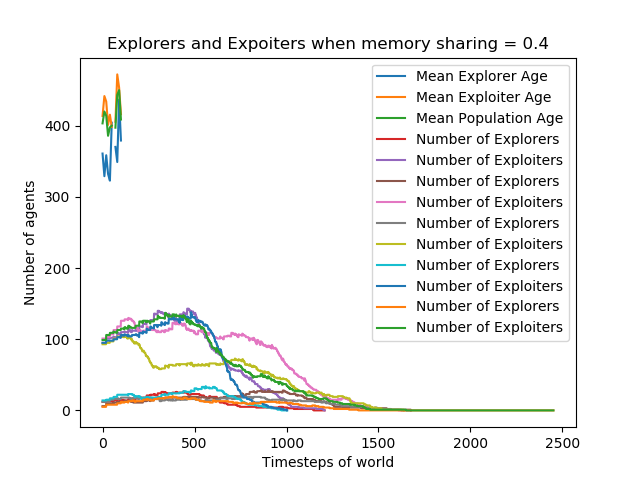 Explorers and Expoiters when memory sharing = 0.4
Mean Explorer Age
Mean Exploiter Age
Mean Population Age
Number of Explorers
Number of Exploiters
Number of Explorers
Number of Exploiters
Number of Explorers
Number of Exploiters
Number of Explorers
Number of Exploiters
Number of Explorers
Number of Exploiters
Number of agents
400
300
200
100
0
0
500
1000
1500
2000
2500
Timesteps of world